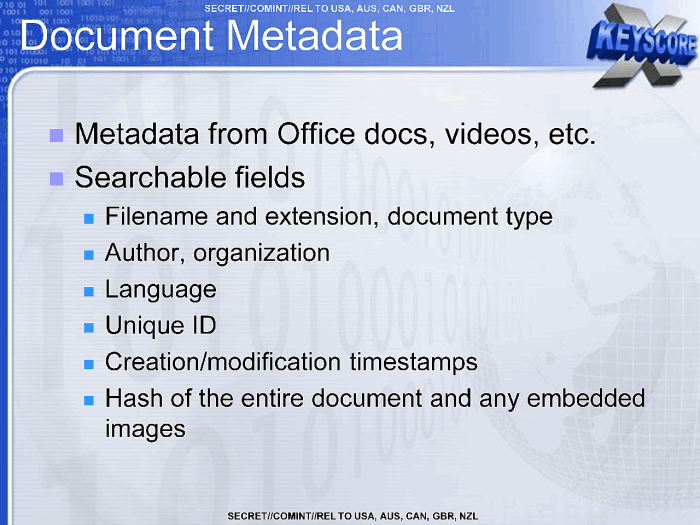 SECRET//COMINT//REL TO USA, AUS, CAN, GBR, NZL
Document Metadata
X KEYSCORE
Metadata from Office docs, videos, etc.
Searchable fields
Filename and extension, document type
Author, organization
Language
Unique ID
Creation/modification timestamps
Hash of the entire document and any embedded
images
SECRET//COMINT//REL TO USA, AUS, CAN, GBR, NZL